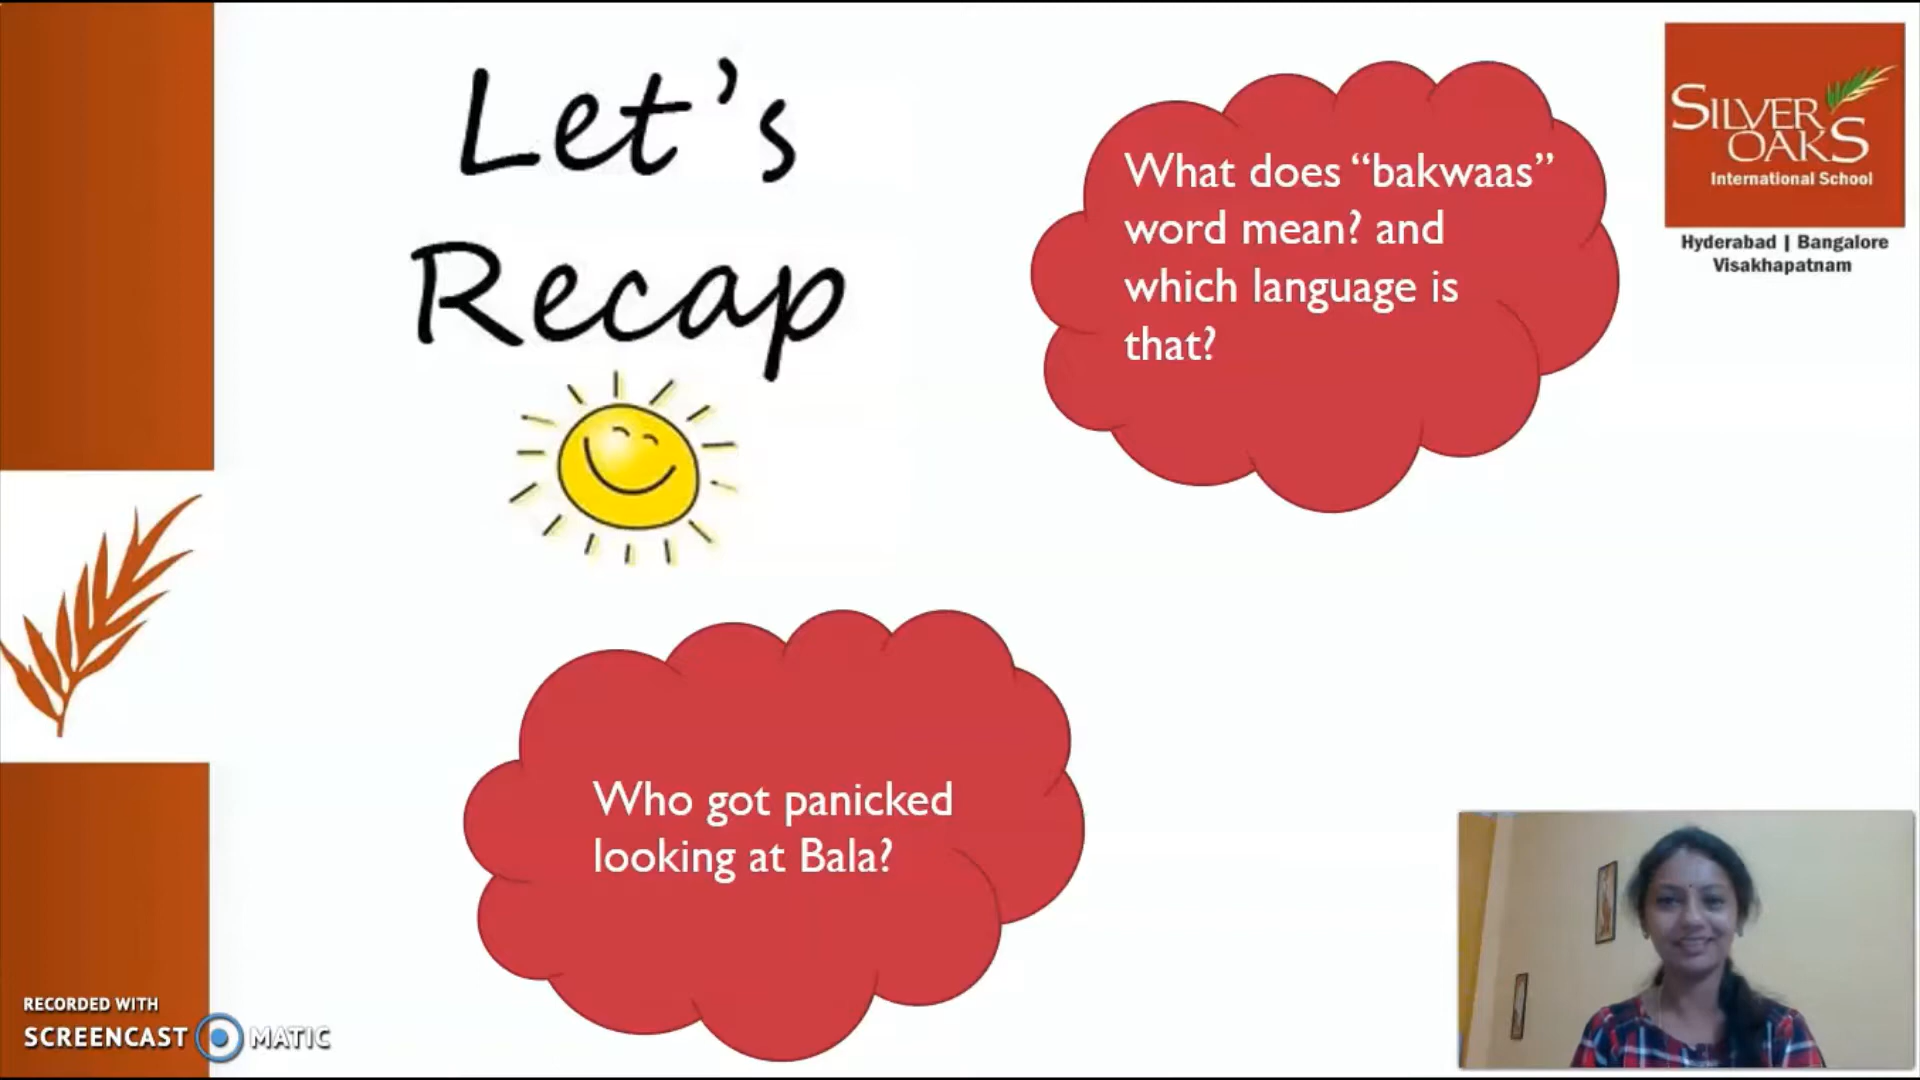 Let's
Recap
What does “bakwaas”
word mean? and
which language is
that?
SILVER
OAKS
International School
Hyderabad | Bangalore
Visakhapatnam
Who got panicked
looking at Bala?
RECORDED WITH
SCREENCAST MATIC